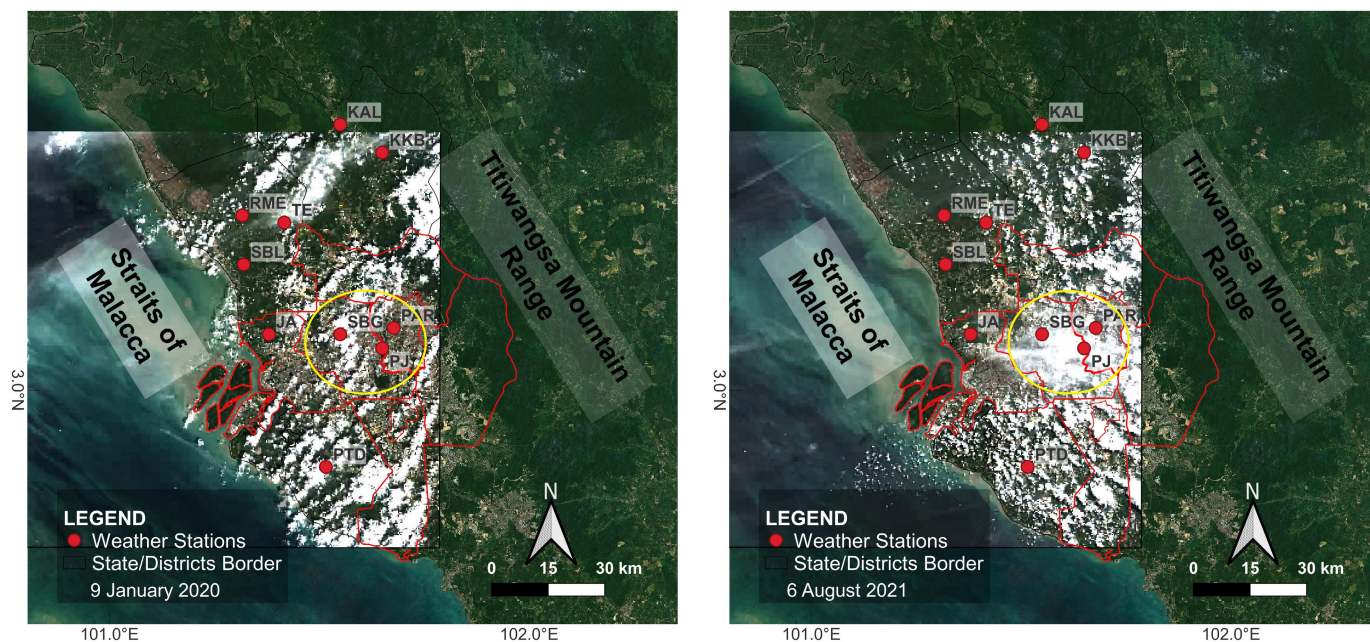 KAL
KKB
RME
TE
SBL
JA
SBG
PAR
PJ
PTD
Straits of
Malacca
Titiwangsa Mountain
Range
3.0°N
LEGEND
Weather Stations
State/Districts Border
9 January 2020
N
0 15 30 km
101.0°E
102.0°E
KAL
KKB
RME
TE
SBL
JA
SBG
PAR
PJ
PTD
Straits of
Malacca
Titiwangsa Mountain
Range
3.0°N
LEGEND
Weather Stations
State/Districts Border
6 August 2021
N
0 15 30 km
101.0°E
102.0°E